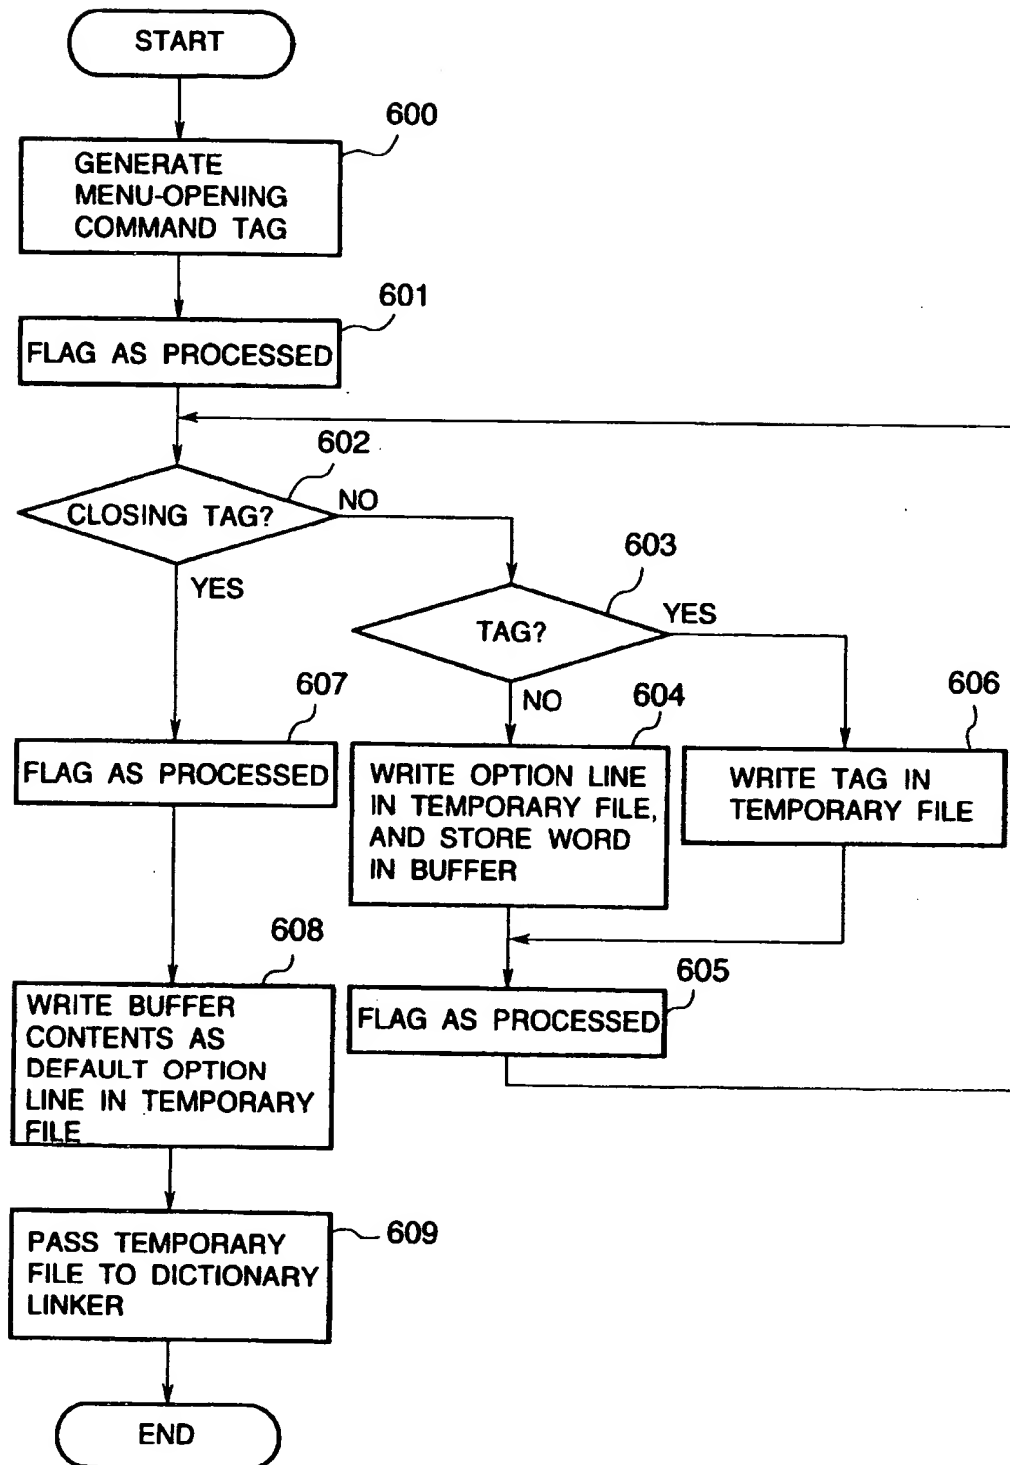 START
600
GENERATE
MENU-OPENING
COMMAND TAG
601
FLAG AS PROCESSED
602
CLOSING TAG?
NO
YES
603
TAG?
YES
NO
607
FLAG AS PROCESSED
604
WRITE OPTION LINE
IN TEMPORARY FILE,
AND STORE WORD
IN BUFFER
606
WRITE TAG IN
TEMPORARY FILE
608
WRITE BUFFER
CONTENTS AS
DEFAULT OPTION
LINE IN TEMPORARY
FILE
605
FLAG AS PROCESSED
609
PASS TEMPORARY
FILE TO DICTIONARY
LINKER
END